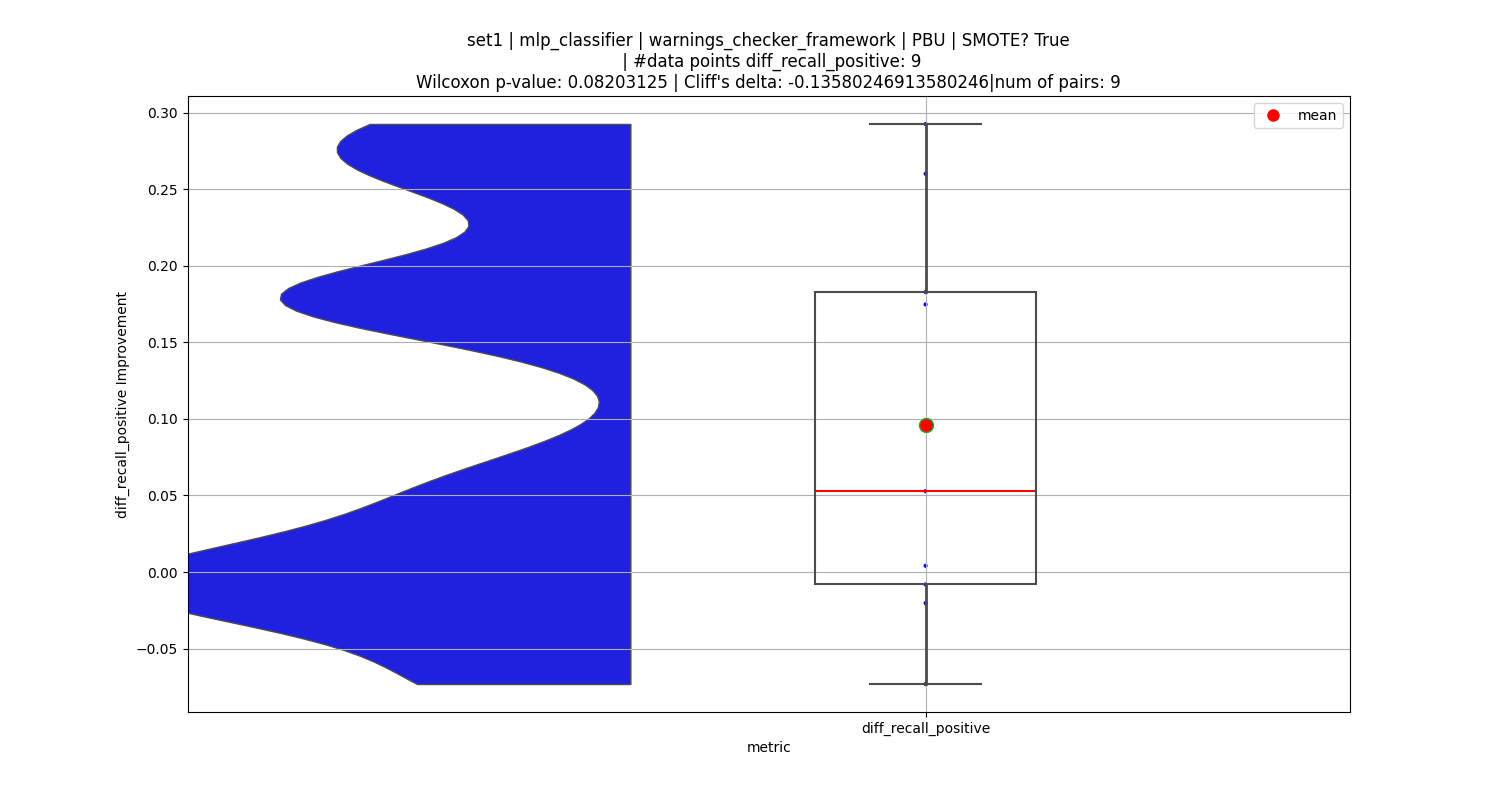 set1 | mlp_classifier | warnings_checker_framework | PBU | SMOTE? True
| #data points diff_recall_positive: 9
Wilcoxon p-value: 0.08203125 | Cliff's delta: -0.13580246913580246|num of pairs: 9
mean
0.30
0.25
0.20
0.15
0.10
0.05
0.00
−0.05
diff_recall_positive Improvement
diff_recall_positive
metric